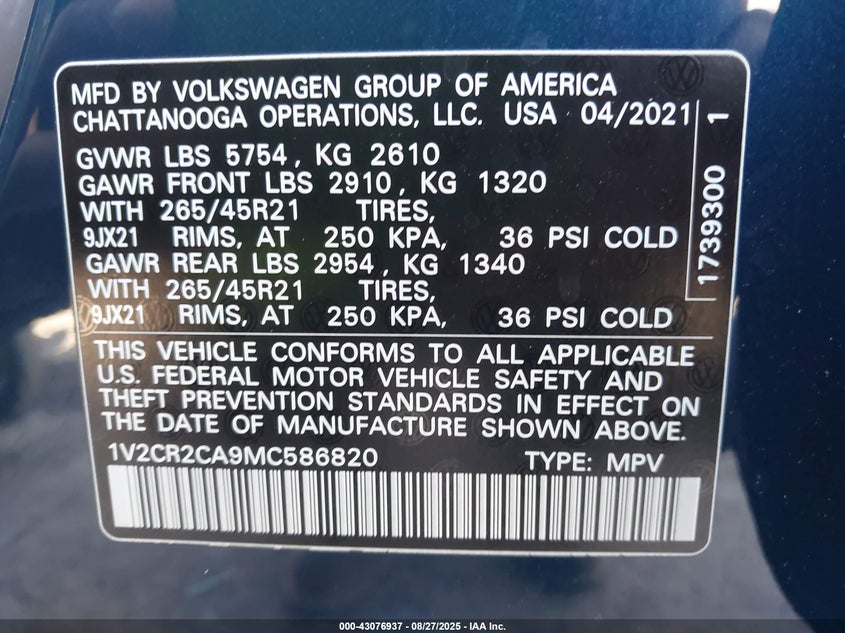 MFD BY VOLKSWAGEN GROUP OF AMERICA
CHATTANOOGA OPERATIONS, LLC. USA 04/2021
GVWR LBS 5754, KG 2610
GAWR FRONT LBS 2910, KG 1320
WITH 265/45R21 TIRES,
9JX21 RIMS, AT 250 KPA, 36 PSI COLD
GAWR REAR LBS 2954, KG 1340
WITH 265/45R21 TIRES,
9JX21 RIMS, AT 250 KPA, 36 PSI COLD
1739300 1
THIS VEHICLE CONFORMS TO ALL APPLICABLE
U.S. FEDERAL MOTOR VEHICLE SAFETY AND
THEFT PREVENTION STANDARDS IN EFFECT ON
THE DATE OF MANUFACTURE SHOWN ABOVE.
1V2CR2CA9MC586820 TYPE: MPV
000-43076937 - 08/27/2025 - IAA Inc.